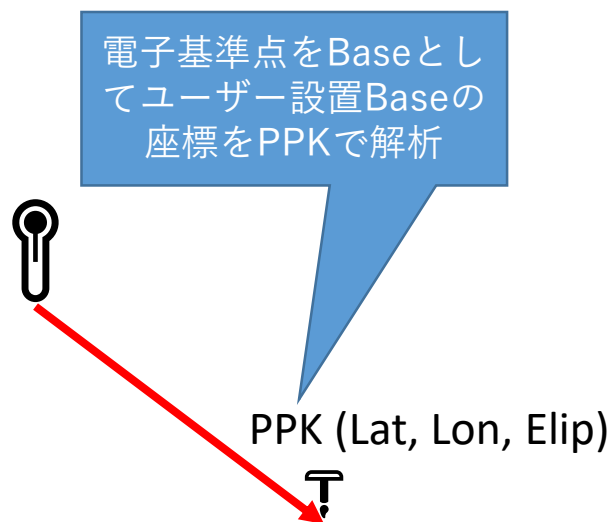 電子基準点をBaseとし
てユーザー設置Baseの
座標をPPKで解析
PPK (Lat, Lon, Elip)